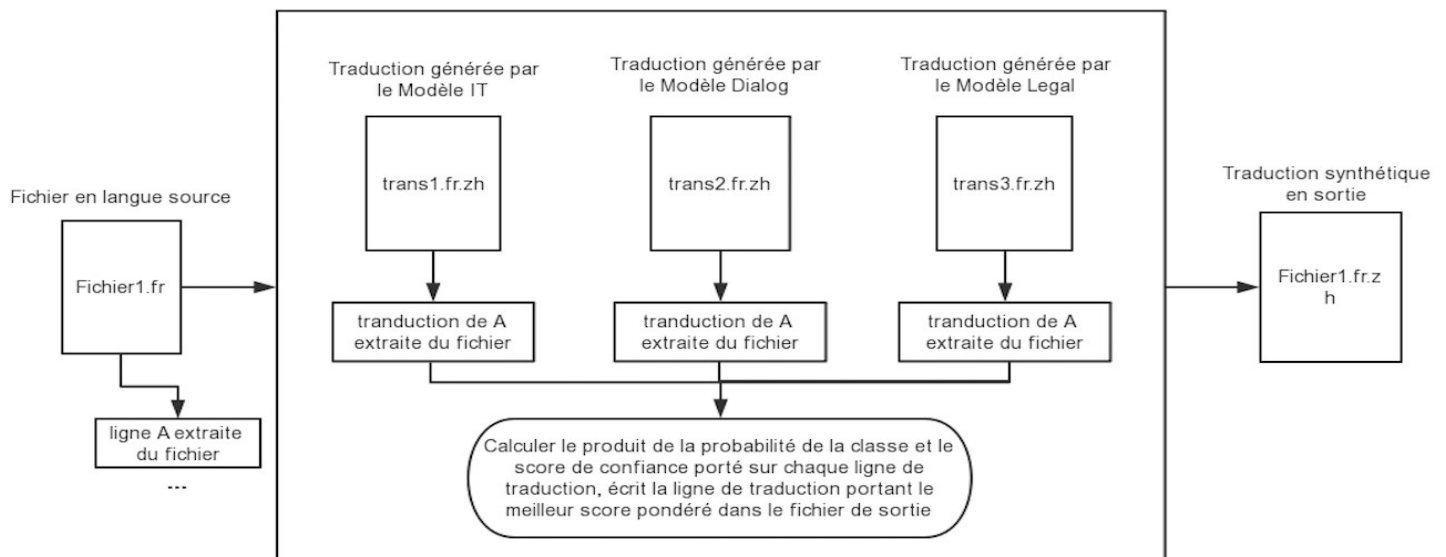 Fichier en langue source
Fichier1.fr
ligne A extraite
du fichier
...
Traduction générée par
le Modèle IT
trans1.fr.zh
tranduction de A
extraite du fichier
Traduction générée par
le Modèle Dialog
trans2.fr.zh
tranduction de A
extraite du fichier
Traduction générée par
le Modèle Legal
trans3.fr.zh
tranduction de A
extraite du fichier
Calculer le produit de la probabilité de la classe et le
score de confiance porté sur chaque ligne de
traduction, écrit la ligne de traduction portant le
meilleur score pondéré dans le fichier de sortie
Traduction synthétique
en sortie
Fichier1.fr.z
h